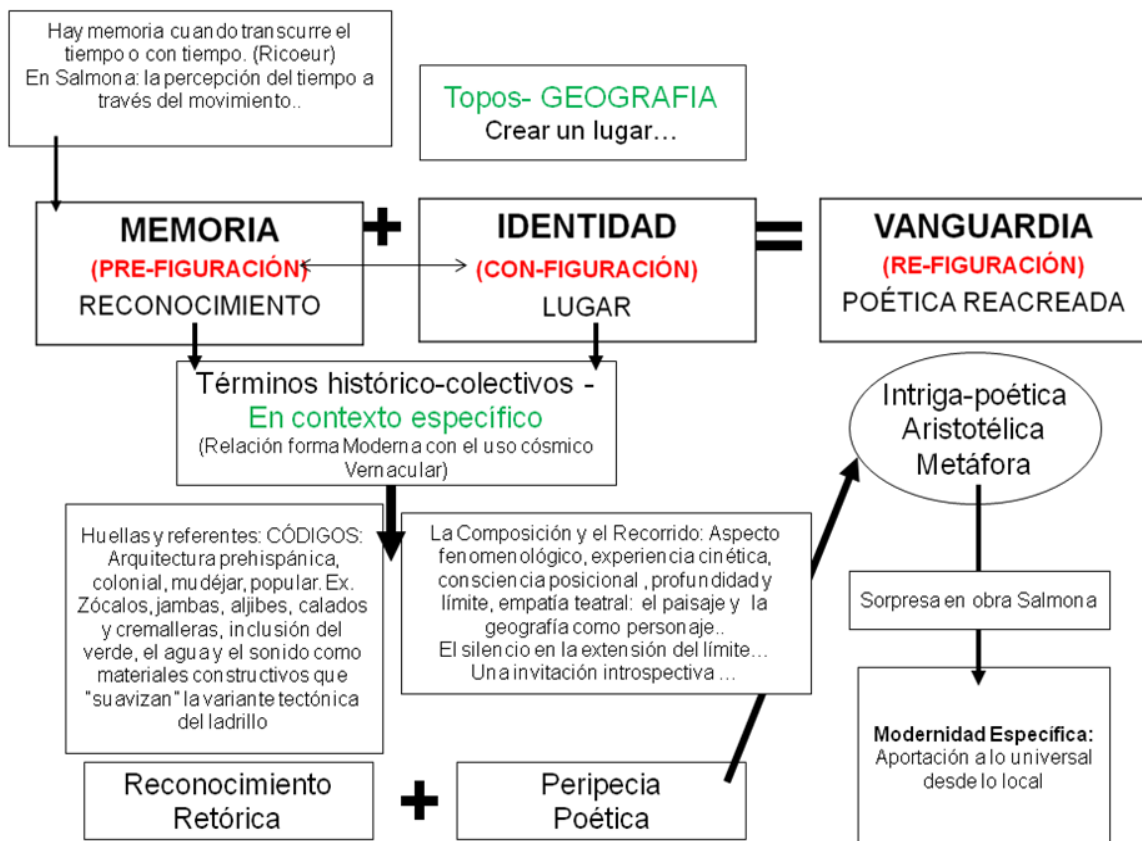 Hay memoria cuando transcurre el
tiempo o con tiempo. (Ricoeur)
En Salmona: la percepción del tiempo a
través del movimiento..
Topos- GEOGRAFIA
Crear un lugar…
MEMORIA
(PRE-FIGURACIÓN)
RECONOCIMIENTO
+
IDENTIDAD
(CON-FIGURACIÓN)
LUGAR
=
VANGUARDIA
(RE-FIGURACIÓN)
POÉTICA REACREADA
Términos histórico-colectivos -
En contexto específico
(Relación forma Moderna con el uso cósmico
Vernacular)
Intriga-poética
Aristotélica
Metáfora
Huellas y referentes: CÓDIGOS:
Arquitectura prehispánica,
colonial, mudéjar, popular. Ex.
Zócalos, jambas, aljibes, calados
y cremalleras, inclusión del
verde, el agua y el sonido como
materiales constructivos que
"suavizan" la variante tectónica
del ladrillo
La Composición y el Recorrido: Aspecto
fenomenológico, experiencia cinética,
consciencia posicional , profundidad y
límite, empatía teatral: el paisaje y la
geografía como personaje..
El silencio en la extensión del límite…
Una invitación introspectiva …
Sorpresa en obra Salmona
Modernidad Específica:
Aportación a lo universal
desde lo local
Reconocimiento
Retórica
+
Peripecia
Poética